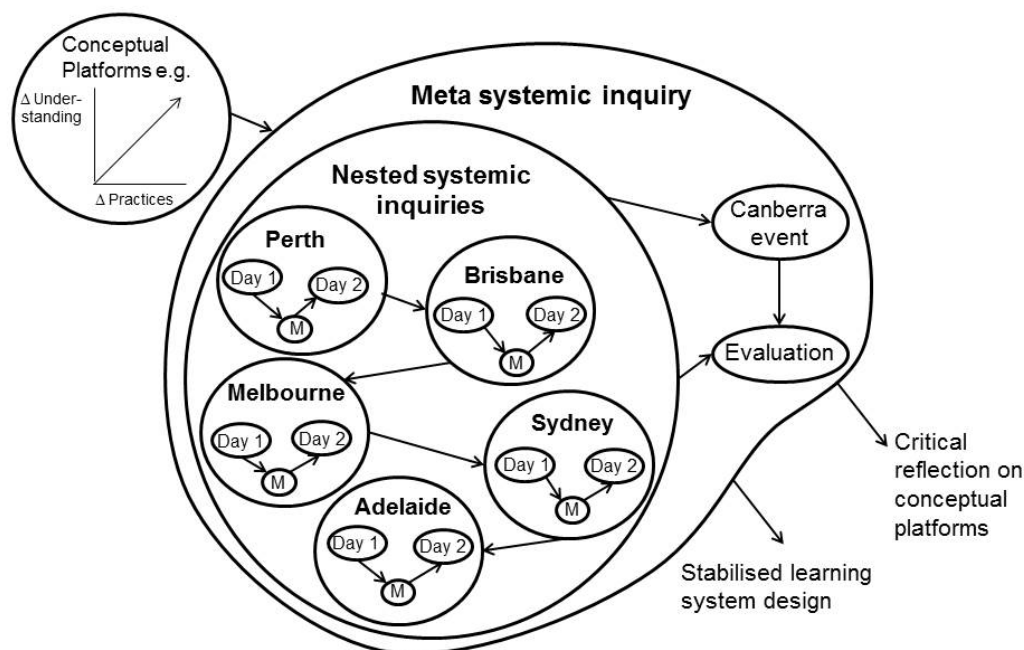 Conceptual
Platforms e.g.
Δ Under-
standing
Δ Practices
Meta systemic inquiry
Nested systemic
inquiries
Perth
Day 1
Day 2
M
Brisbane
Day 1
Day 2
M
Melbourne
Day 1
Day 2
M
Sydney
Day 1
Day 2
M
Adelaide
Day 1
Day 2
M
Canberra
event
Evaluation
Critical
reflection on
conceptual
platforms
Stabilised learning
system design